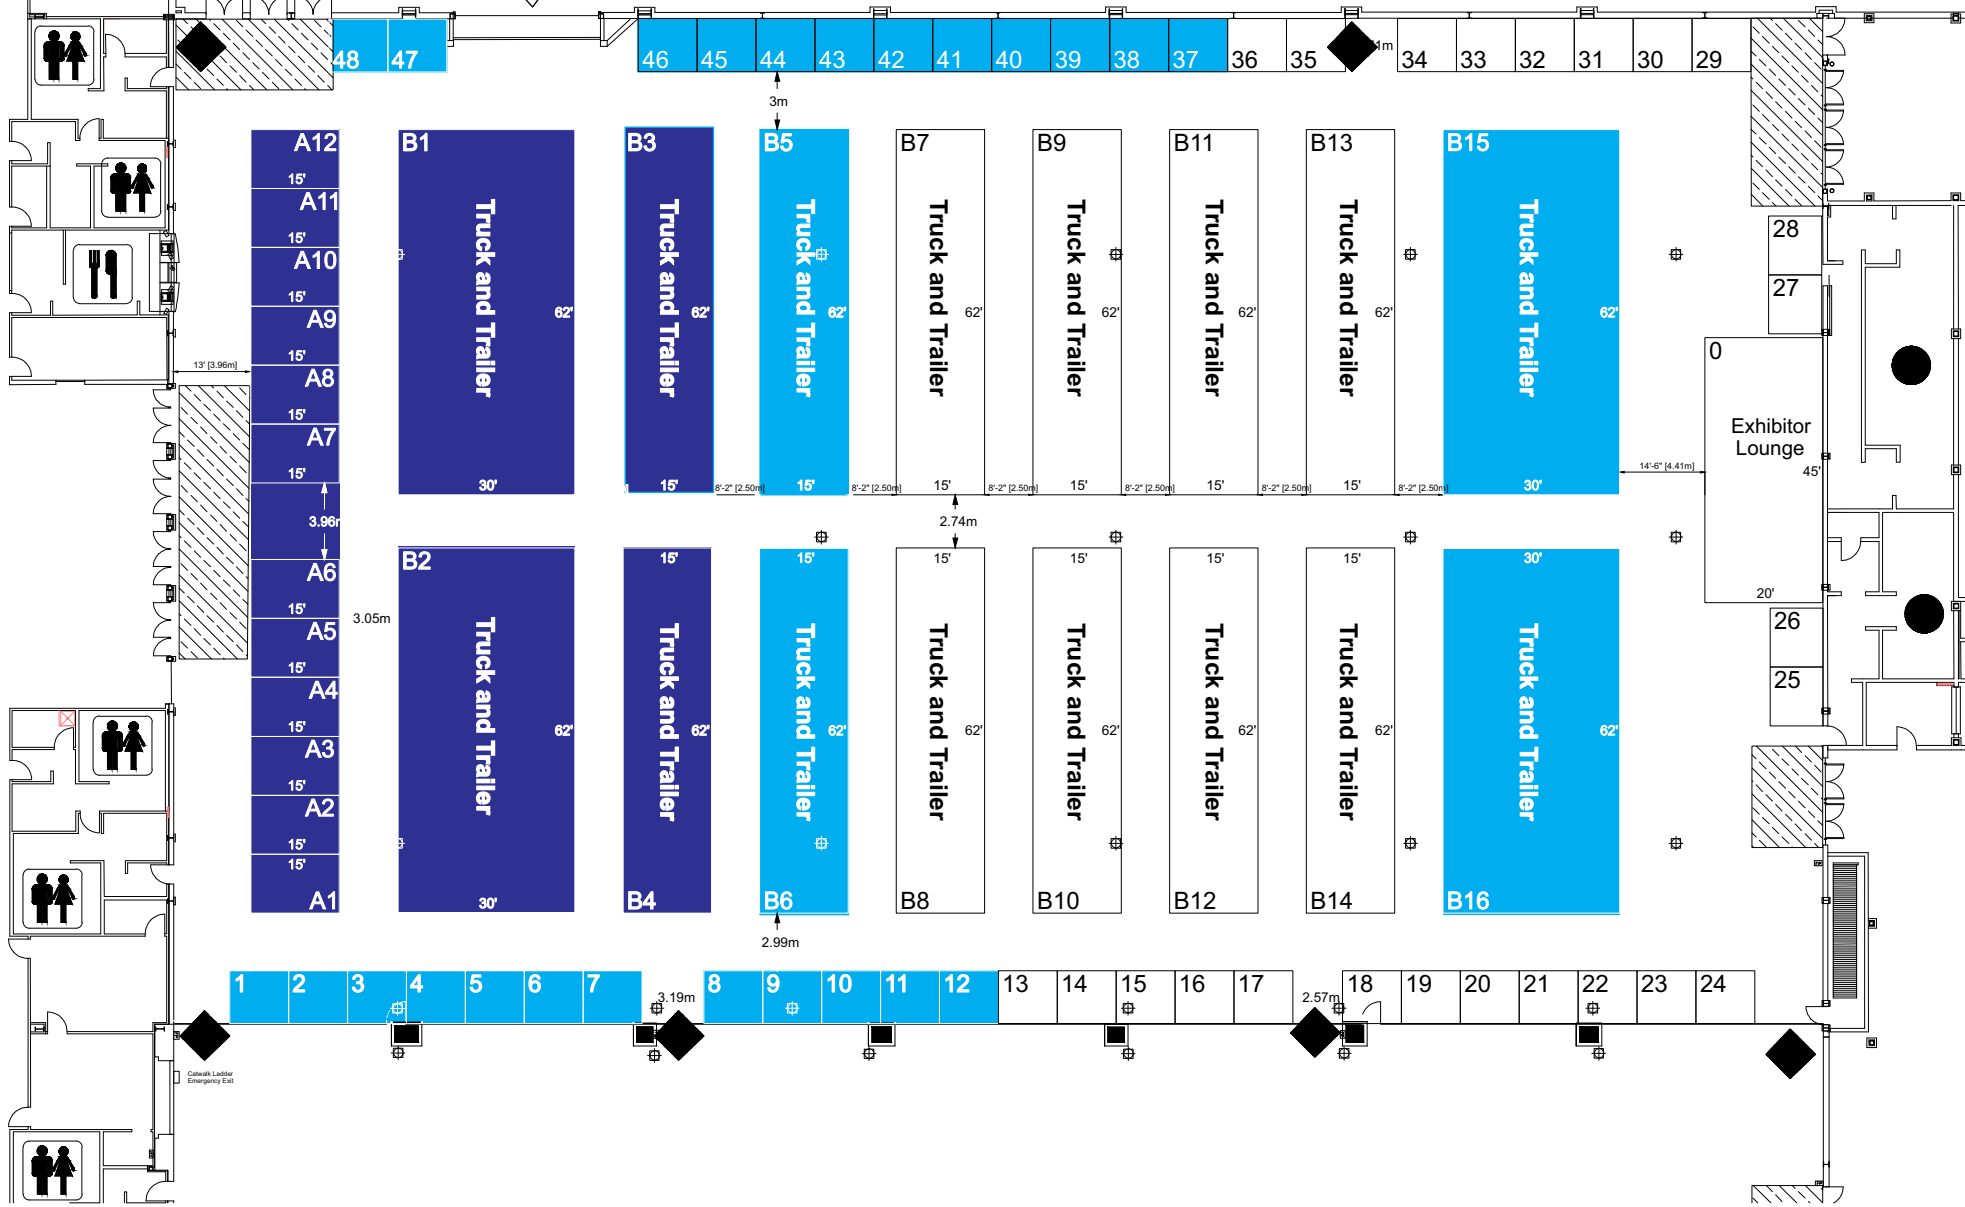 48 47 46 45 44 43 42 41 40 39 38 37 36 35 34 33 32 31 30 29
3m
A12 B1 B3 B5 B7 B9 B11 B13 B15
15'
A11
15'
A10
15'
A9
15'
A8
15'
A7
15'
3.96m
A6
15'
A5
15'
A4
15'
A3
15'
A2
15'
15'
A1
13' [3.96m]
3.05m
Truck and Trailer
62'
30'
Truck and Trailer
62'
15'
Truck and Trailer
62'
15'
Truck and Trailer
62'
15'
Truck and Trailer
62'
15'
Truck and Trailer
62'
15'
Truck and Trailer
62'
15'
Truck and Trailer
62'
30'
8'-2" [2.50m]
8'-2" [2.50m]
8'-2" [2.50m]
8'-2" [2.50m]
8'-2" [2.50m]
14'-6" [4.41m]
2.74m
28
27
0
Exhibitor
Lounge
45'
20'
26
25
B2
Truck and Trailer
62'
30'
15'
Truck and Trailer
62'
B4
15'
Truck and Trailer
62'
B6
15'
Truck and Trailer
62'
B8
15'
Truck and Trailer
62'
B10
15'
Truck and Trailer
62'
B12
15'
Truck and Trailer
62'
B14
30'
Truck and Trailer
62'
B16
2.99m
1 2 3 4 5 6 7 8 9 10 11 12 13 14 15 16 17 18 19 20 21 22 23 24
3.19m
2.57m
Catwalk Ladder
Emergency Exit